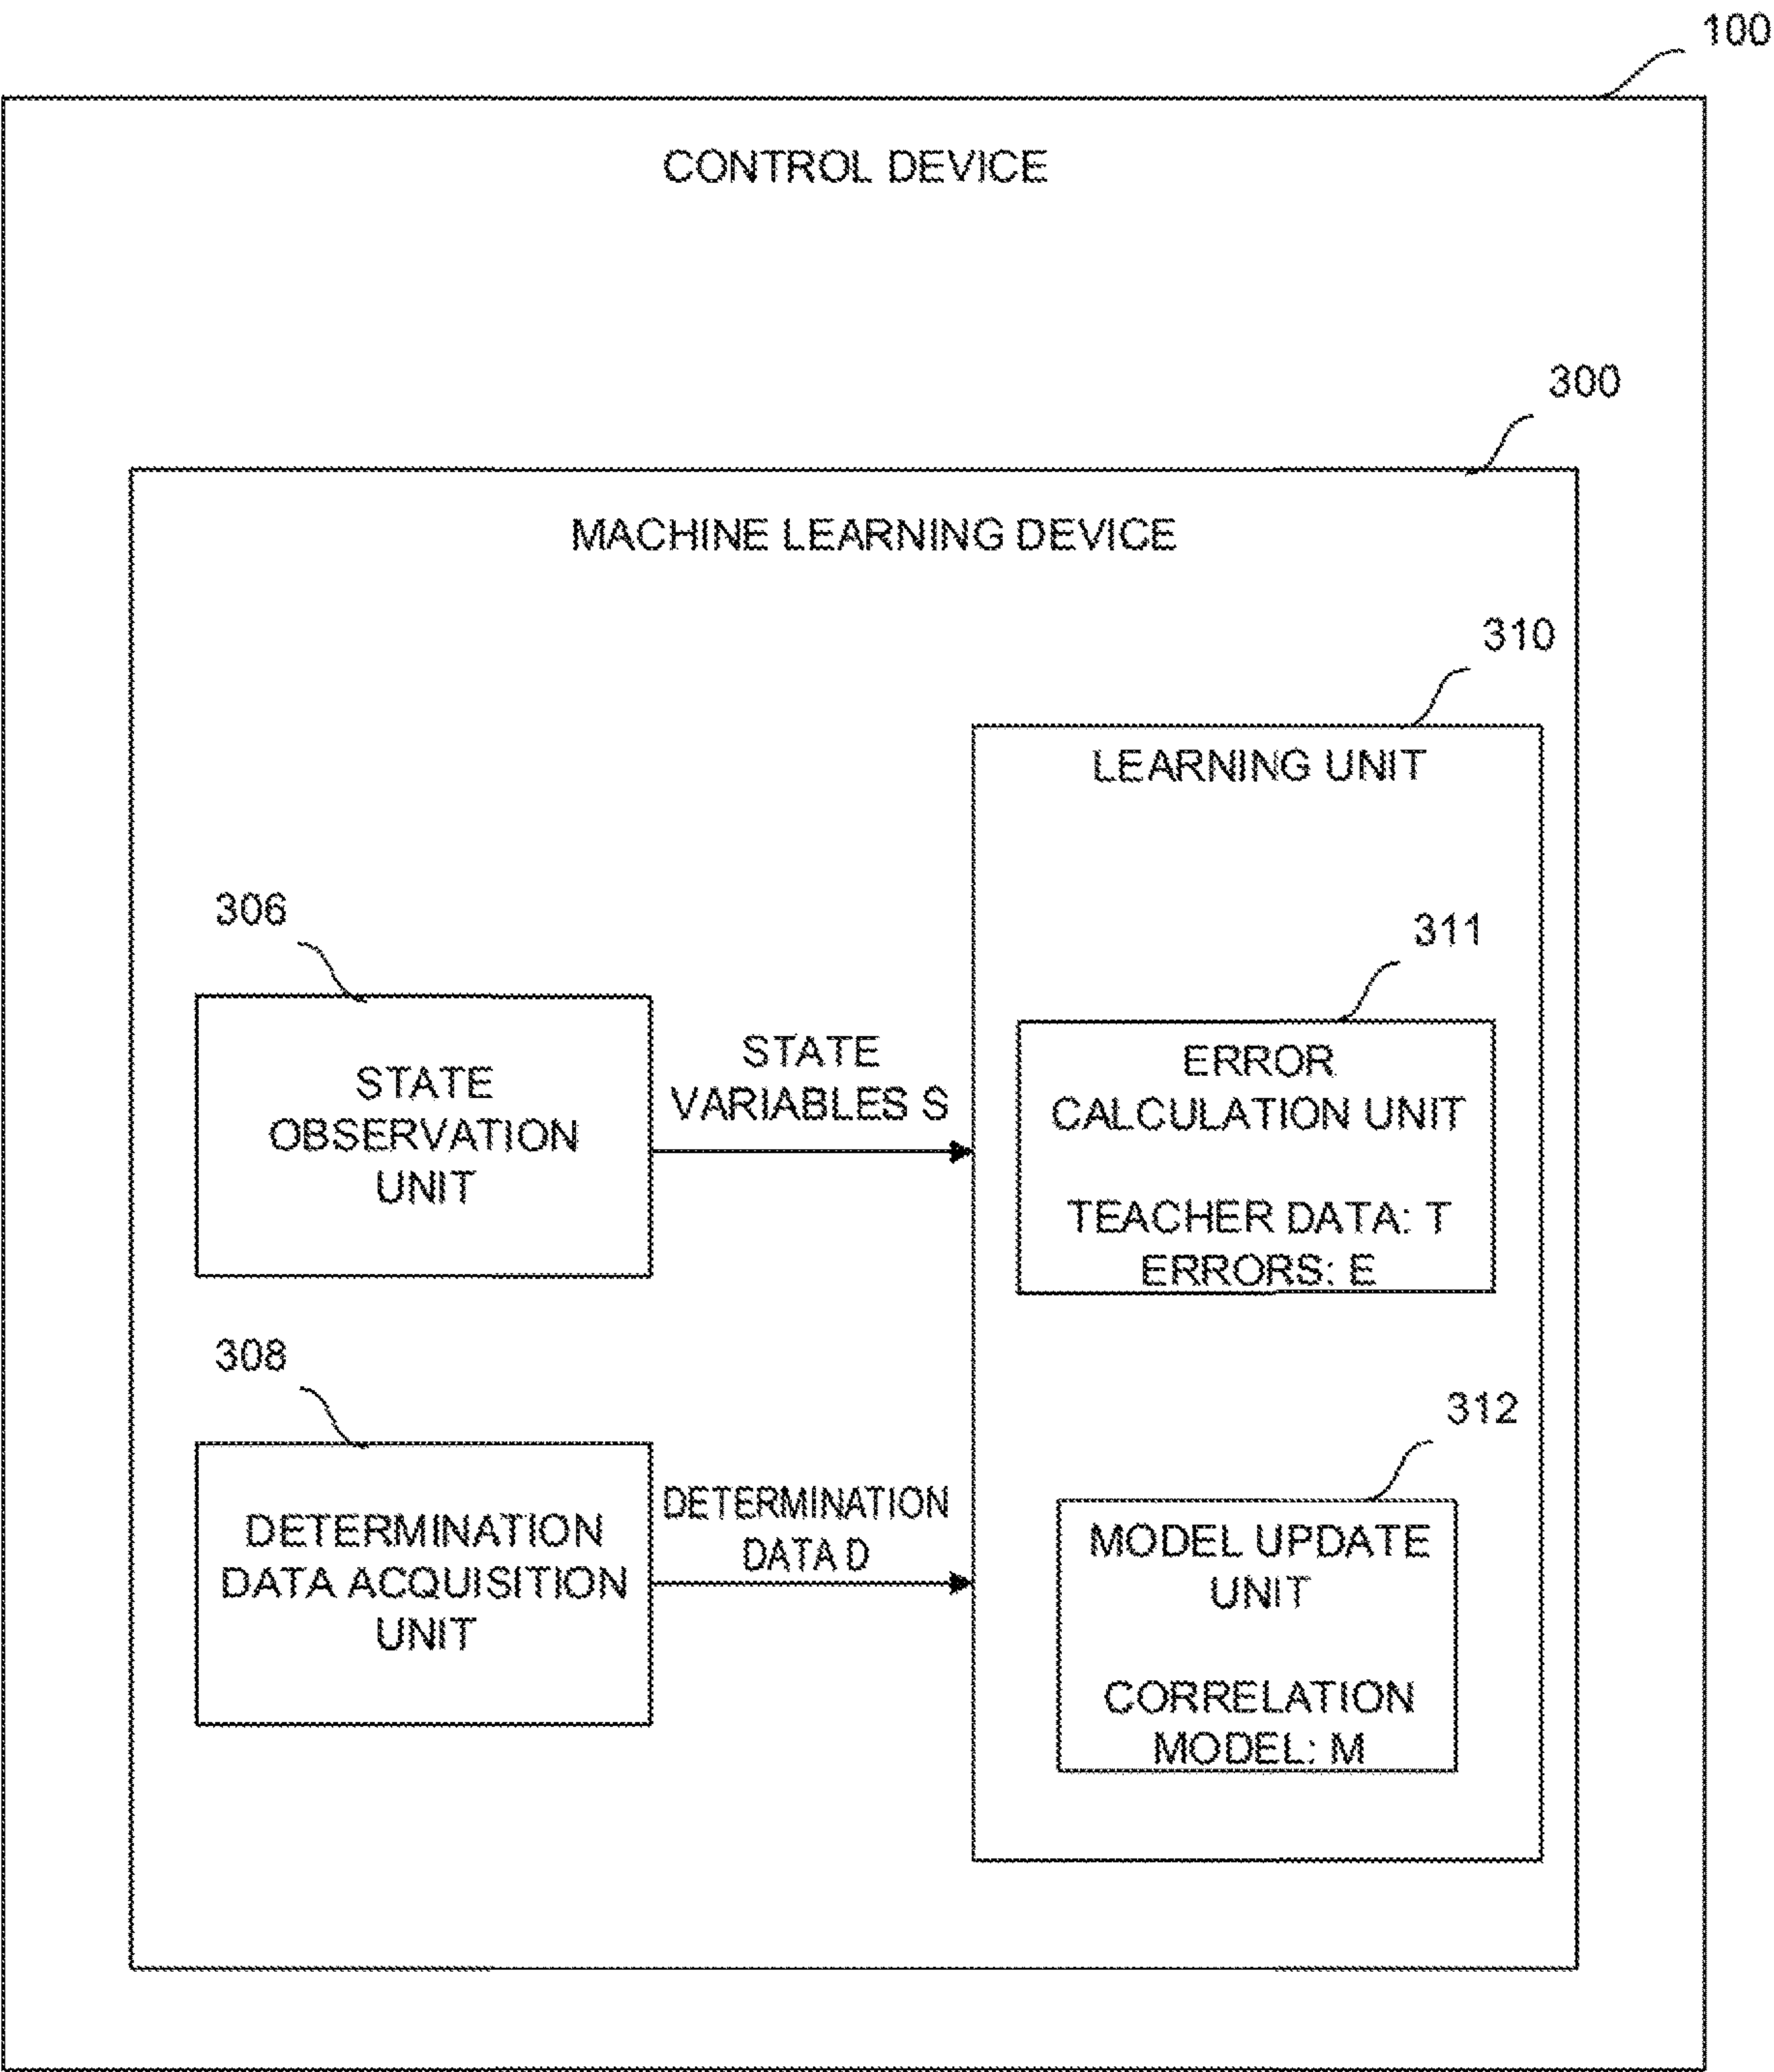 100
CONTROL DEVICE
300
MACHINE LEARNING DEVICE
310
LEARNING UNIT
306
STATE
OBSERVATION
UNIT
STATE
VARIABLES S
311
ERROR
CALCULATION UNIT
TEACHER DATA: T
ERRORS: E
308
DETERMINATION
DATA ACQUISITION
UNIT
DETERMINATION
DATA D
312
MODEL UPDATE
UNIT
CORRELATION
MODEL: M